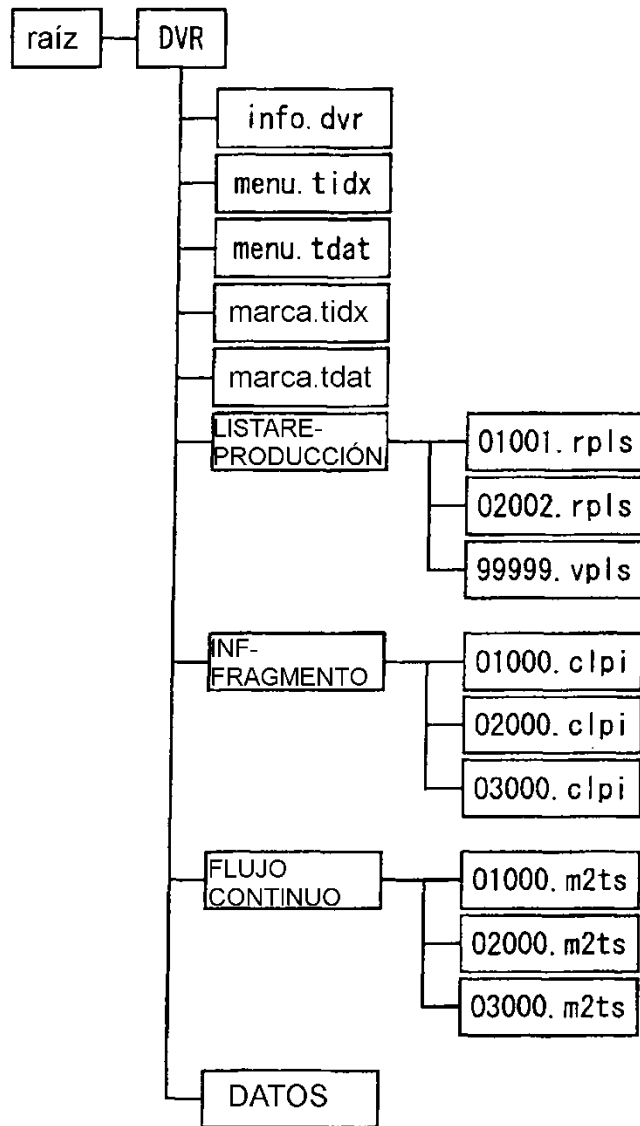 raíz
DVR
info.dvr
menu.tidx
menu.tdat
marca.tidx
marca.tdat
LISTARE-
PRODUCCIÓN
01001.rpls
02002.rpls
99999.vpls
INF-
FRAGMENTO
01000.clpi
02000.clpi
03000.clpi
FLUJO
CONTINUO
01000.m2ts
02000.m2ts
03000.m2ts
DATOS